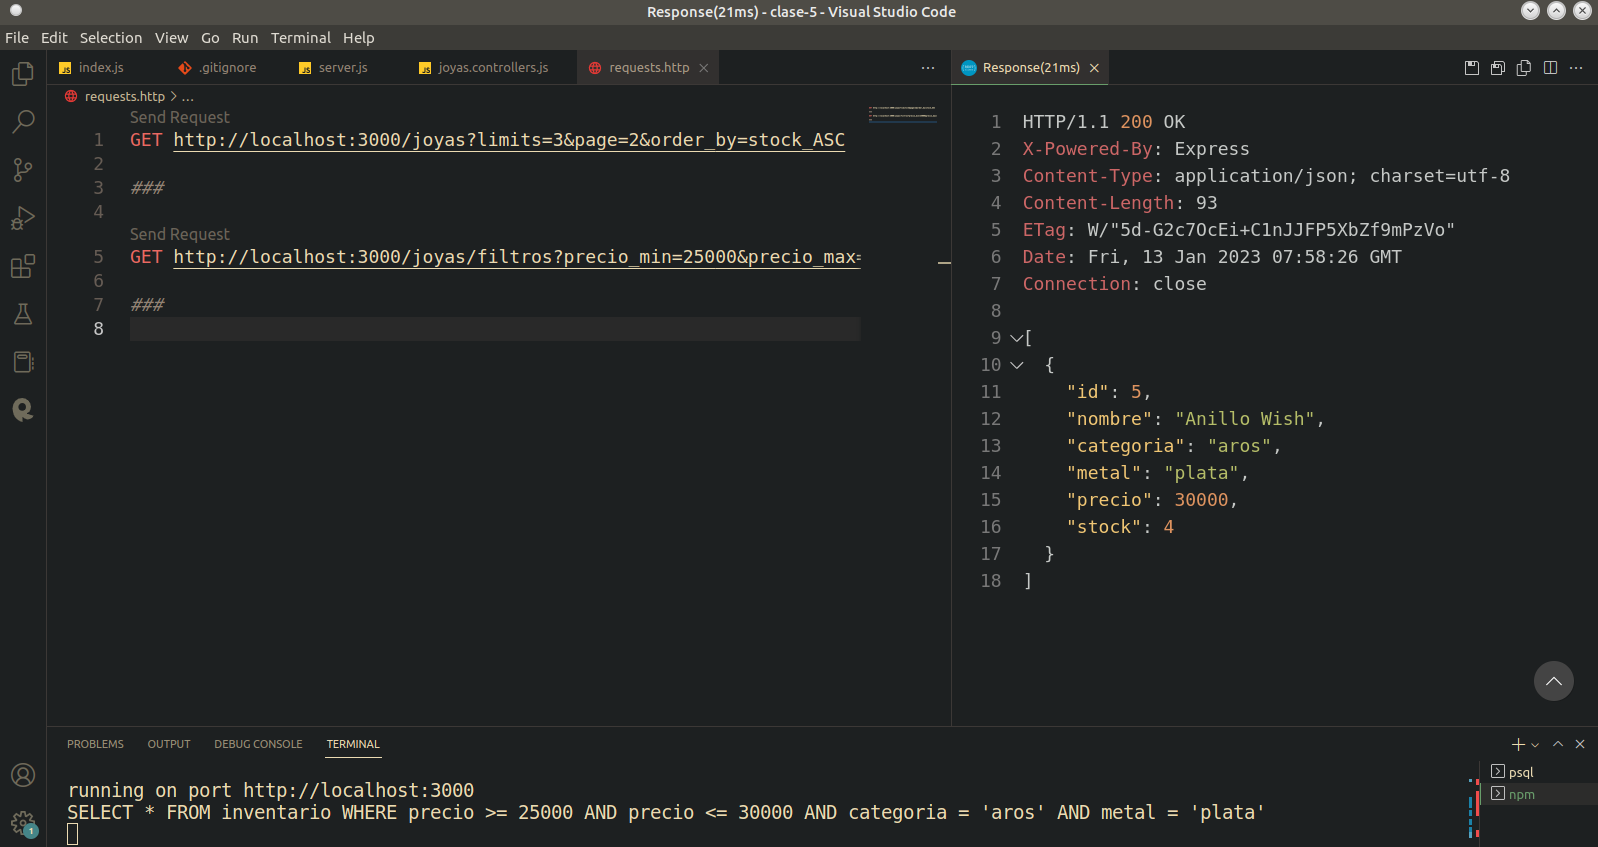 Response(21ms) - clase-5 - Visual Studio Code
File Edit Selection View Go Run Terminal Help
JS index.js .gitignore JS server.js JS joyas.controllers.js requests.http
Response(21ms)
requests.http > ...
Send Request
1 GET http://localhost:3000/joyas?limits=3&page=2&order_by=stock_ASC
2
3 ###
4
Send Request
5 GET http://localhost:3000/joyas/filtros?precio_min=25000&precio_max=
6
7 ###
8
1 HTTP/1.1 200 OK
2 X-Powered-By: Express
3 Content-Type: application/json; charset=utf-8
4 Content-Length: 93
5 ETag: W/"5d-G2c7OcEi+C1nJJFP5XbZf9mPzVo"
6 Date: Fri, 13 Jan 2023 07:58:26 GMT
7 Connection: close
8
9 [
10 {
11 "id": 5,
12 "nombre": "Anillo Wish",
13 "categoria": "aros",
14 "metal": "plata",
15 "precio": 30000,
16 "stock": 4
17 }
18 ]
PROBLEMS OUTPUT DEBUG CONSOLE TERMINAL
running on port http://localhost:3000
SELECT * FROM inventario WHERE precio >= 25000 AND precio <= 30000 AND categoria = 'aros' AND metal = 'plata'
psql
npm
1